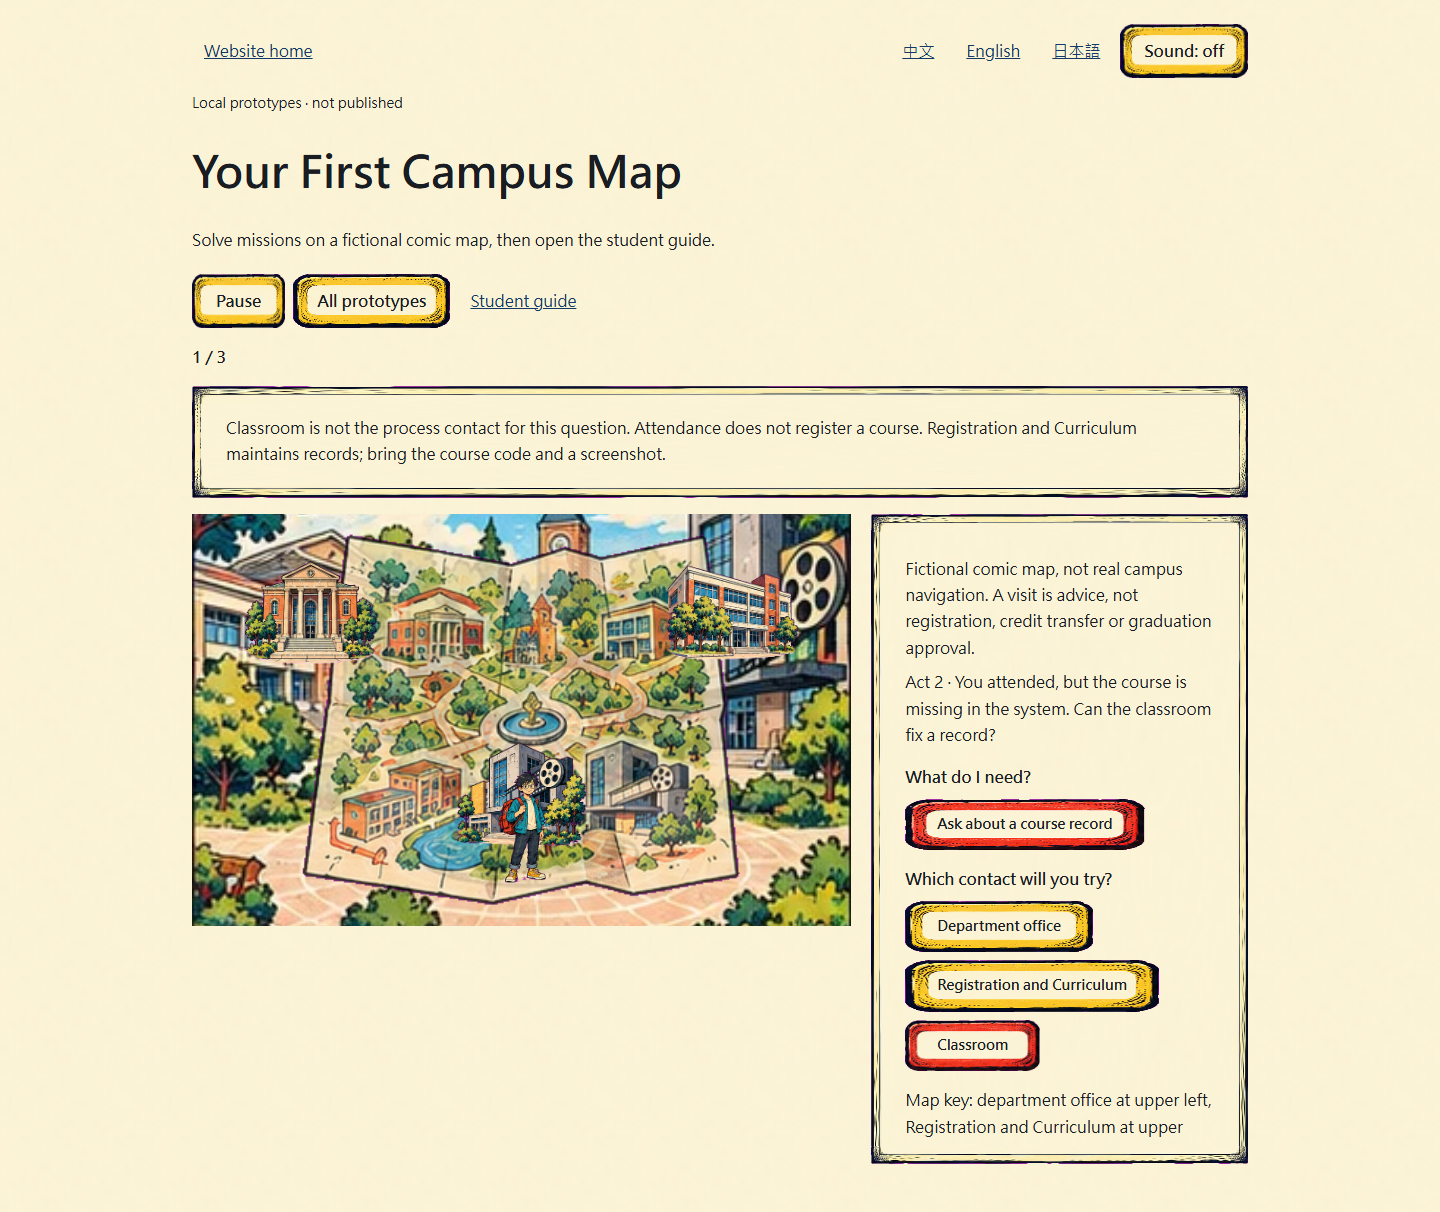 Website home
中文
English
日本語
Sound: off
Local prototypes · not published
Your First Campus Map
Solve missions on a fictional comic map, then open the student guide.
Pause
All prototypes
Student guide
1 / 3
Classroom is not the process contact for this question. Attendance does not register a course. Registration and Curriculum
maintains records; bring the course code and a screenshot.
Fictional comic map, not real campus
navigation. A visit is advice, not
registration, credit transfer or graduation
approval.
Act 2 · You attended, but the course is
missing in the system. Can the classroom
fix a record?
What do I need?
Ask about a course record
Which contact will you try?
Department office
Registration and Curriculum
Classroom
Map key: department office at upper left,
Registration and Curriculum at upper